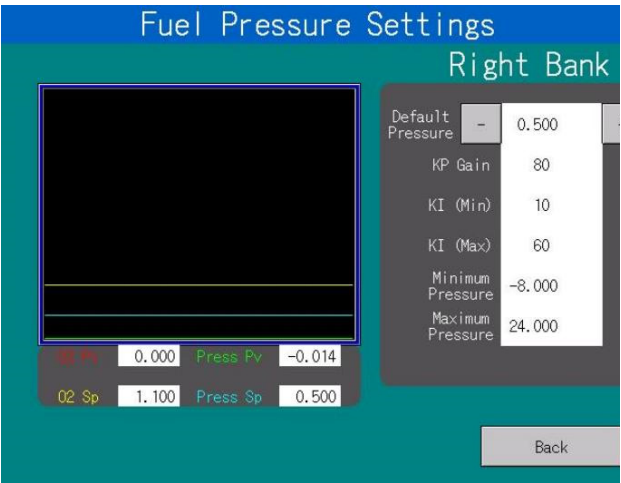 Fuel Pressure Settings
Right Bank
Default
Pressure - 0.500
KP Gain 80
KI (Min) 10
KI (Max) 60
Minimum
Pressure -8.000
Maximum
Pressure 24.000
O2 Pv 0.000 Press Pv -0.014
O2 Sp 1.100 Press Sp 0.500
Back